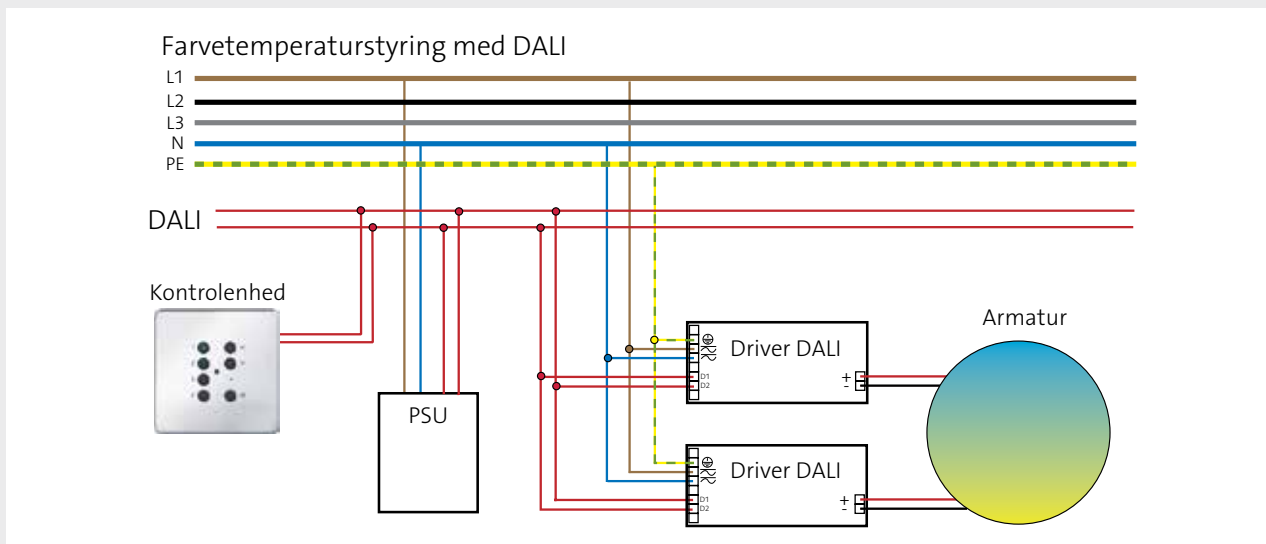 Farvetemperaturstyring med DALI
L1
L2
L3
N
PE
DALI
Kontrolenhed
PSU
Driver DALI
D1
D2
+
-
Driver DALI
D1
D2
+
-
Armatur